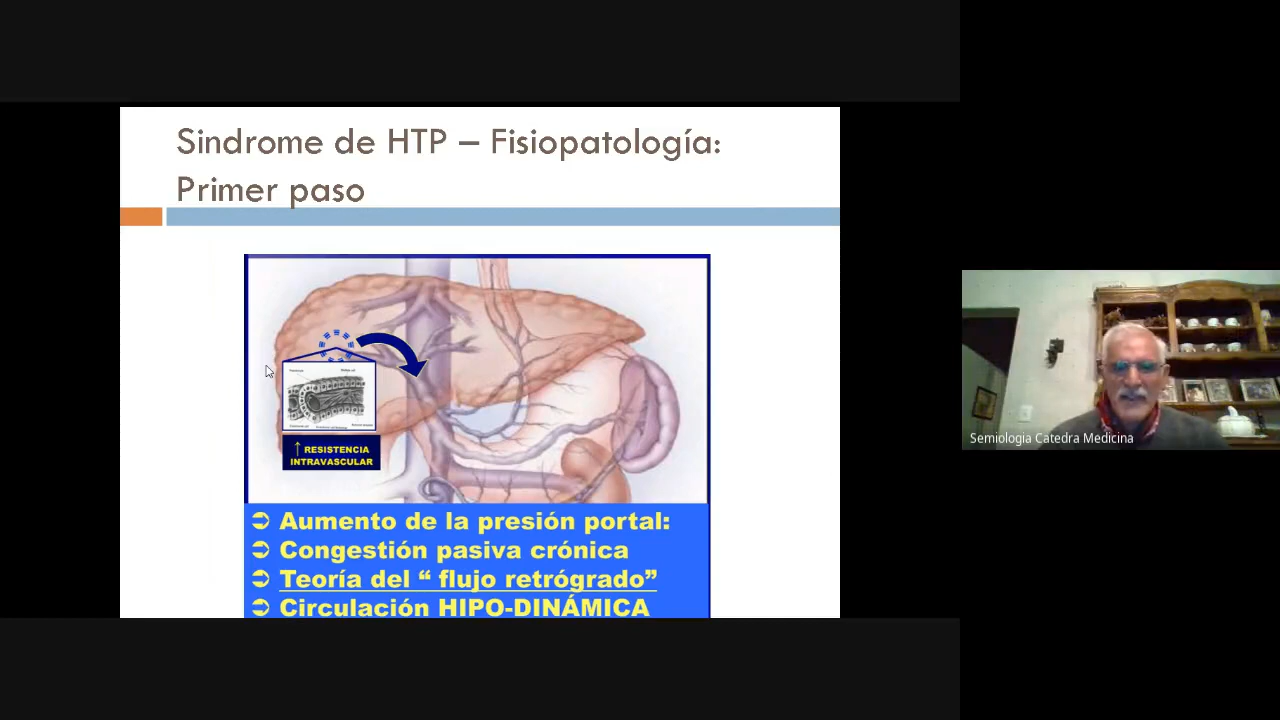 Sindrome de HTP – Fisiopatología:
Primer paso
↑ RESISTENCIA
INTRAVASCULAR
➲ Aumento de la presión portal:
➲ Congestión pasiva crónica
➲ Teoría del “ flujo retrógrado”
➲ Circulación HIPO-DINÁMICA
Semiologia Catedra Medicina